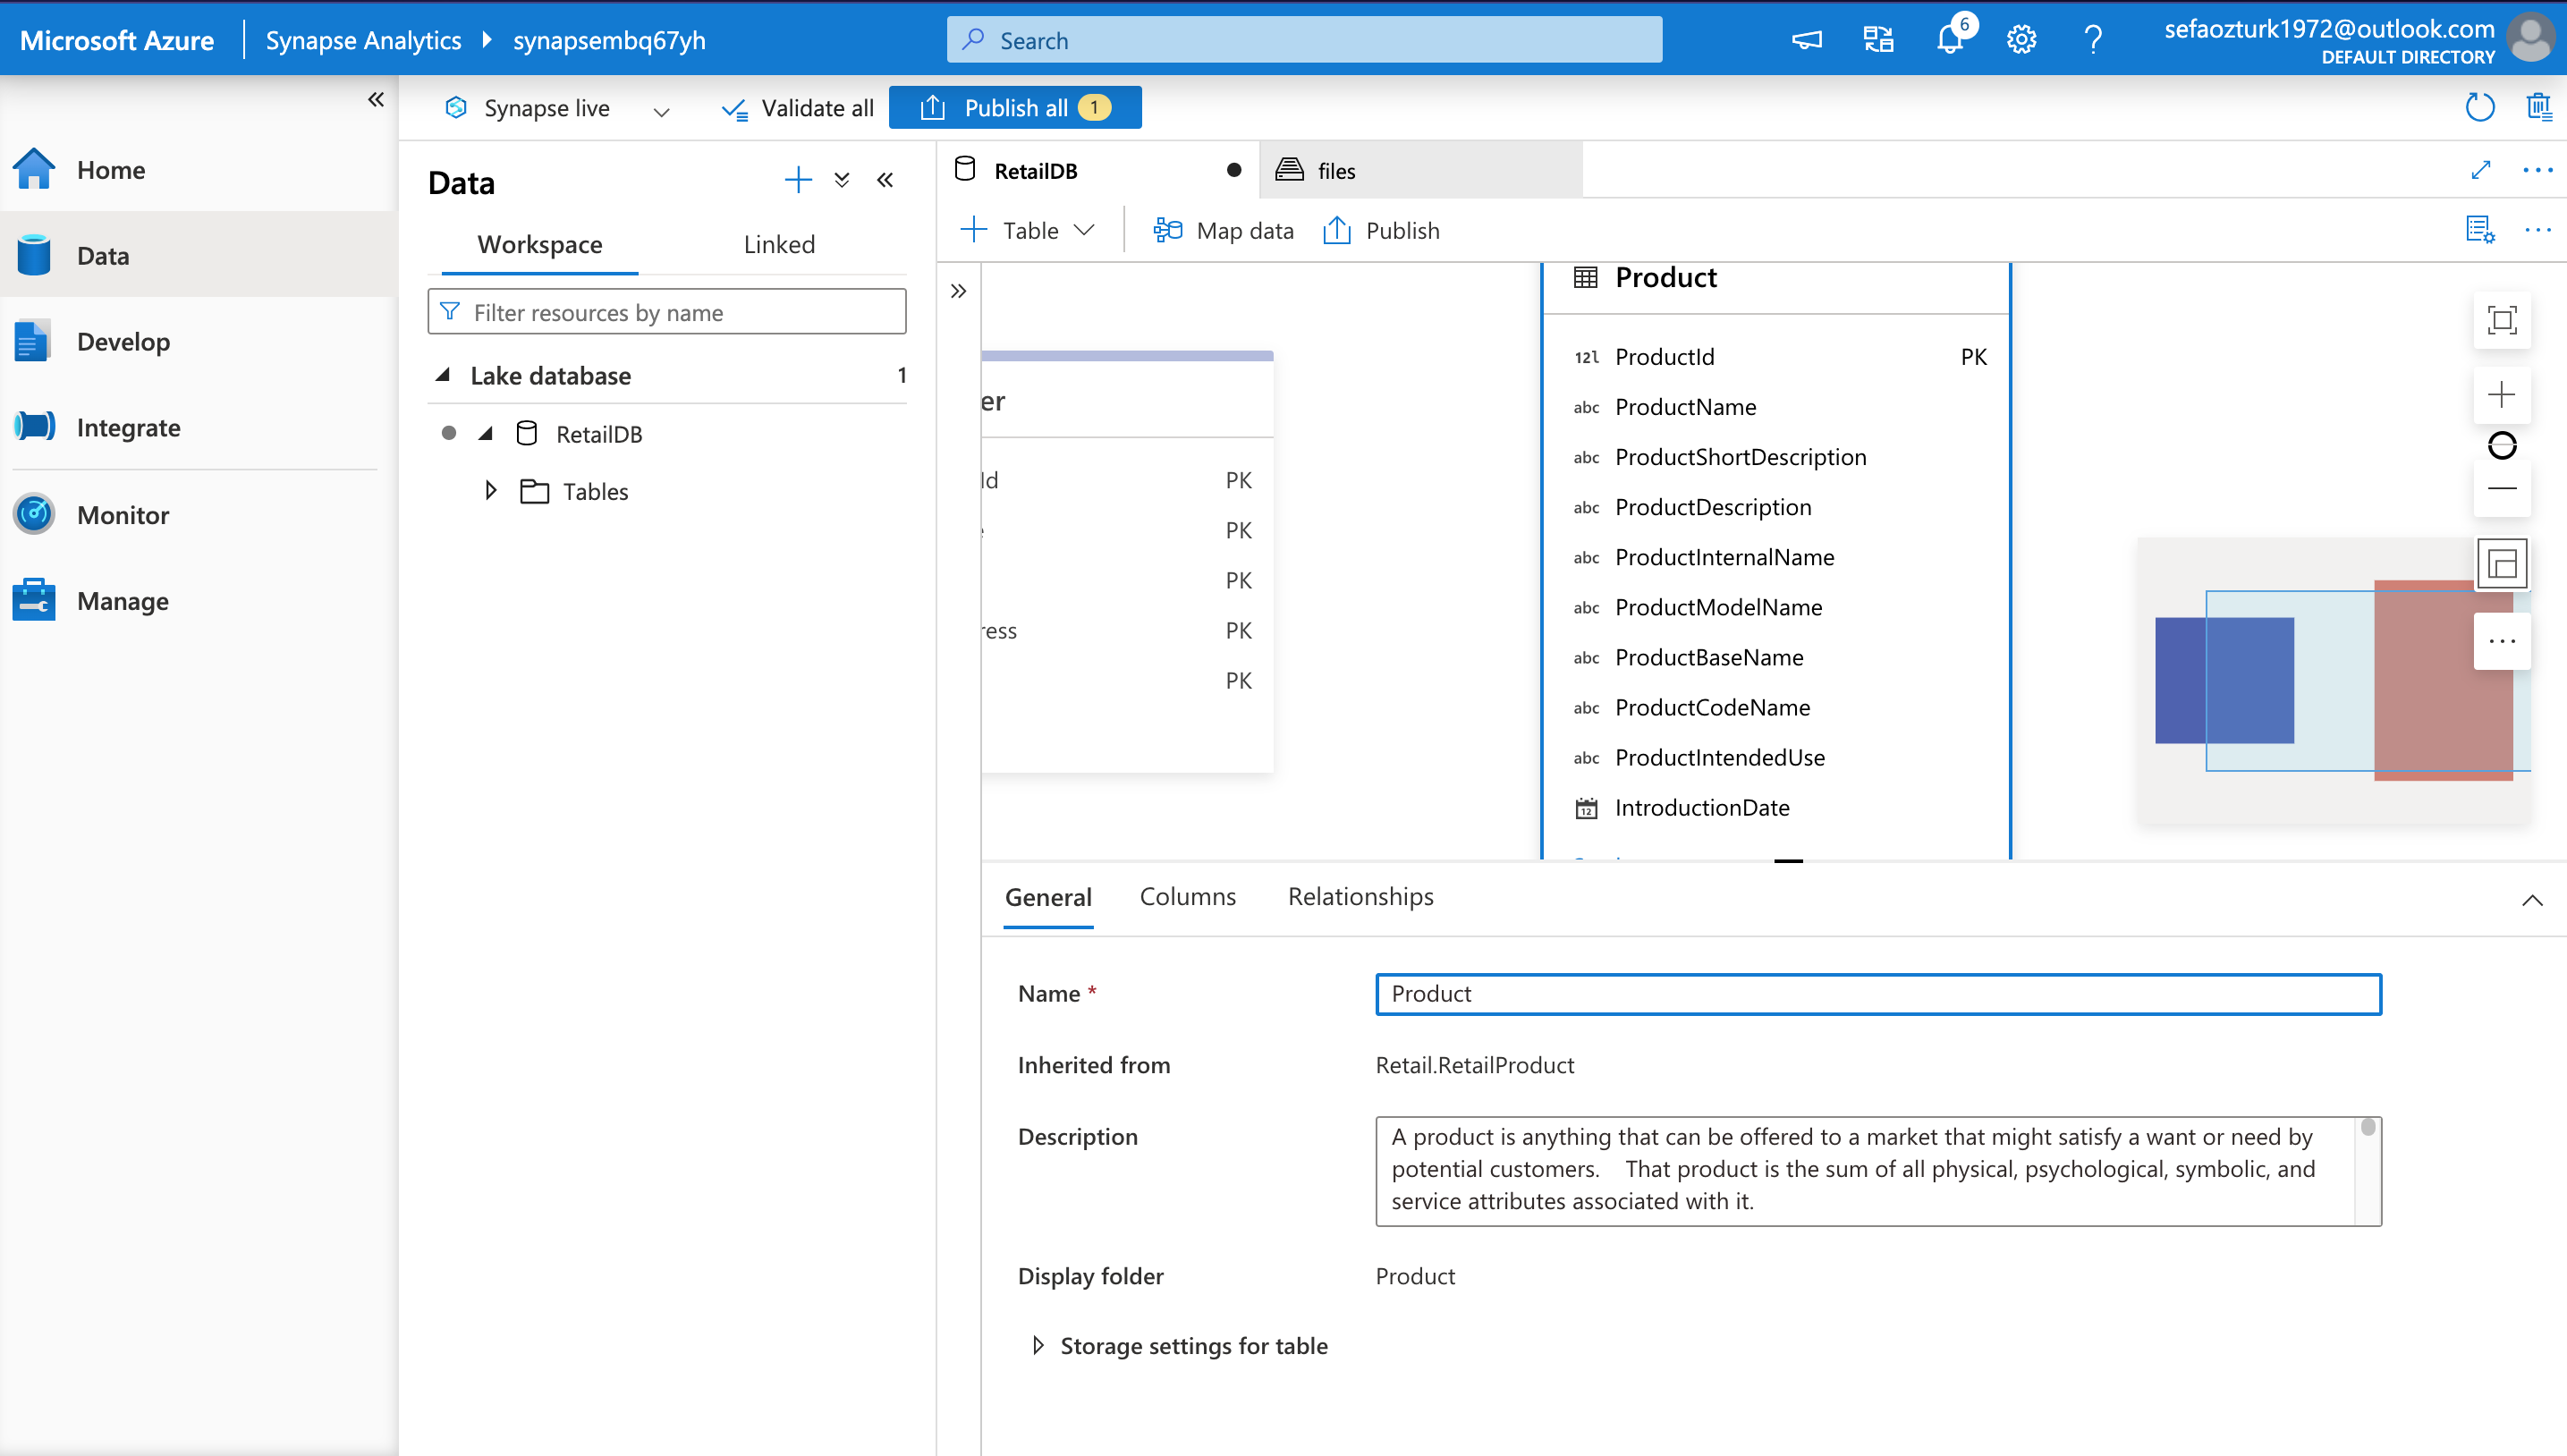 Microsoft Azure
Synapse Analytics
synapsembq67yh
Search
6
sefaozturk1972@outlook.com
DEFAULT DIRECTORY
Synapse live
Validate all
Publish all 1
Home
Data
Develop
Integrate
Monitor
Manage
Data
Workspace
Linked
Filter resources by name
Lake database 1
RetailDB
Tables
RetailDB
files
Table
Map data
Publish
er
Id PK
PK
PK
ress PK
PK
Product
12l ProductId PK
abc ProductName
abc ProductShortDescription
abc ProductDescription
abc ProductInternalName
abc ProductModelName
abc ProductBaseName
abc ProductCodeName
abc ProductIntendedUse
12 IntroductionDate
General
Columns
Relationships
Name * Product
Inherited from Retail.RetailProduct
Description
A product is anything that can be offered to a market that might satisfy a want or need by
potential customers. That product is the sum of all physical, psychological, symbolic, and
service attributes associated with it.
Display folder Product
Storage settings for table